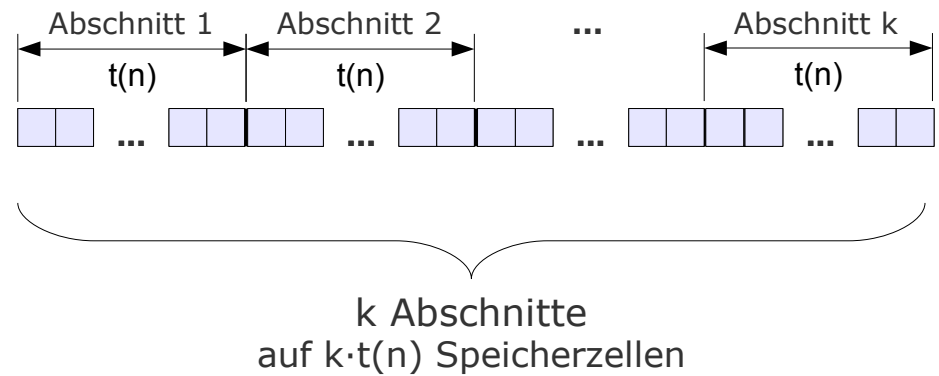 Abschnitt 1 Abschnitt 2 ... Abschnitt k
t(n) t(n) t(n)
... ... ... ...
k Abschnitte
auf k·t(n) Speicherzellen